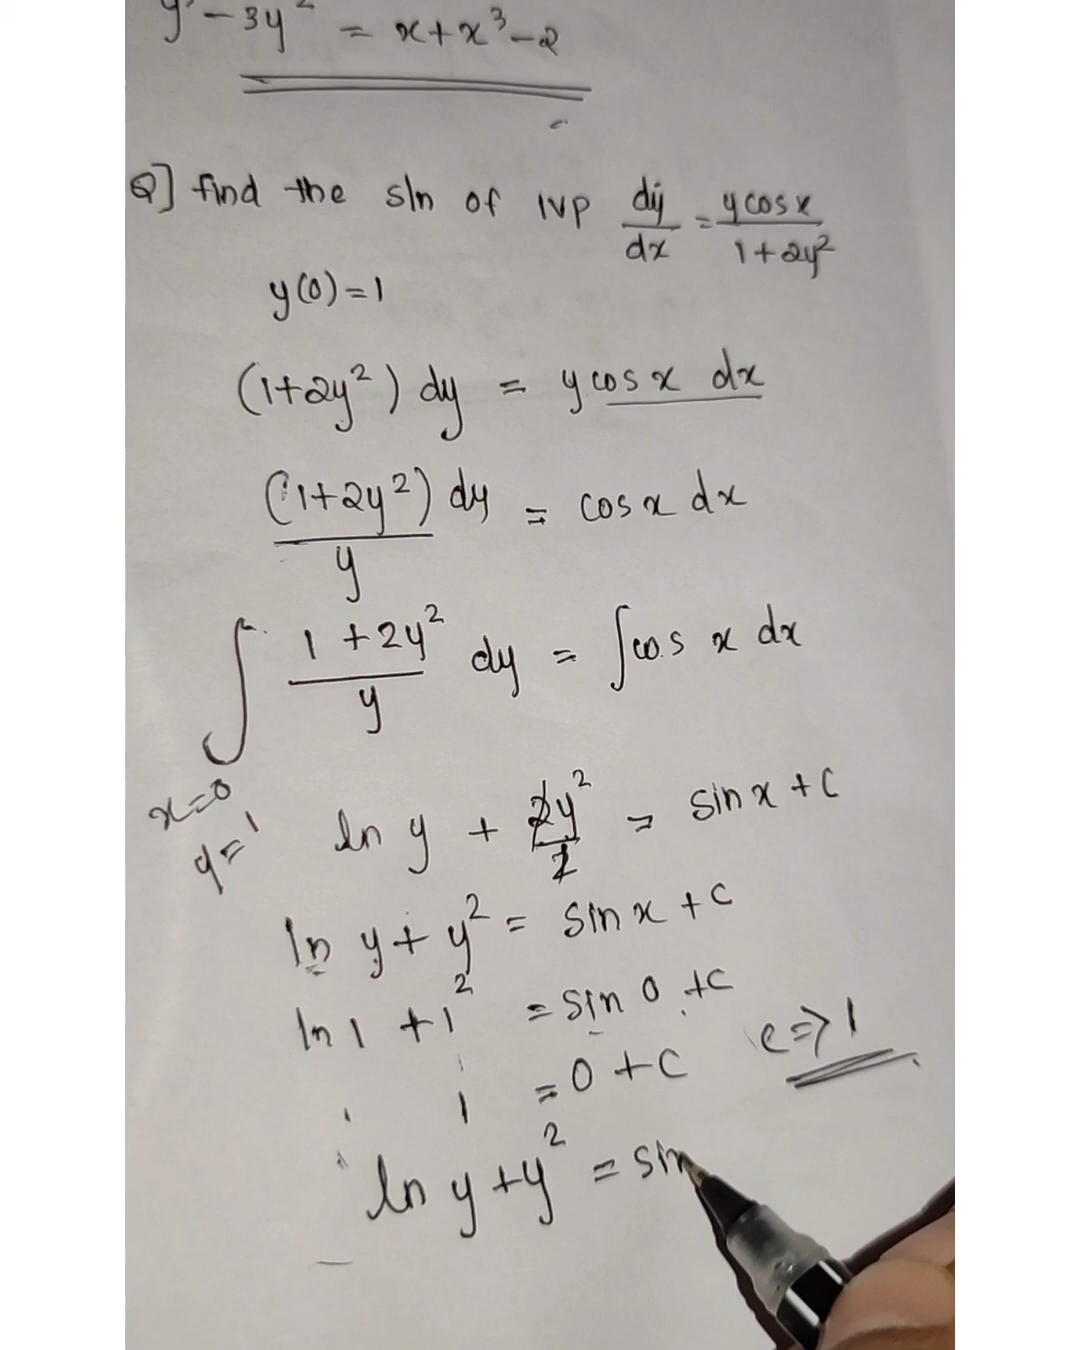 y² - 3y² = x+x³-2
Q] find the sln of IVP dy/dx = y cos x/1+2y²
y(0)=1
(1+2y²) dy = y cos x dx
(1+2y²)/y dy = cos x dx
∫ 1+2y²/y dy = ∫cos x dx
x=0
y=1
ln y + 2y²/2 = sin x + c
ln y + y² = sin x + c
ln 1 + 1² = sin 0 + c
1 = 0 + c
c => 1
ln y + y² = sin